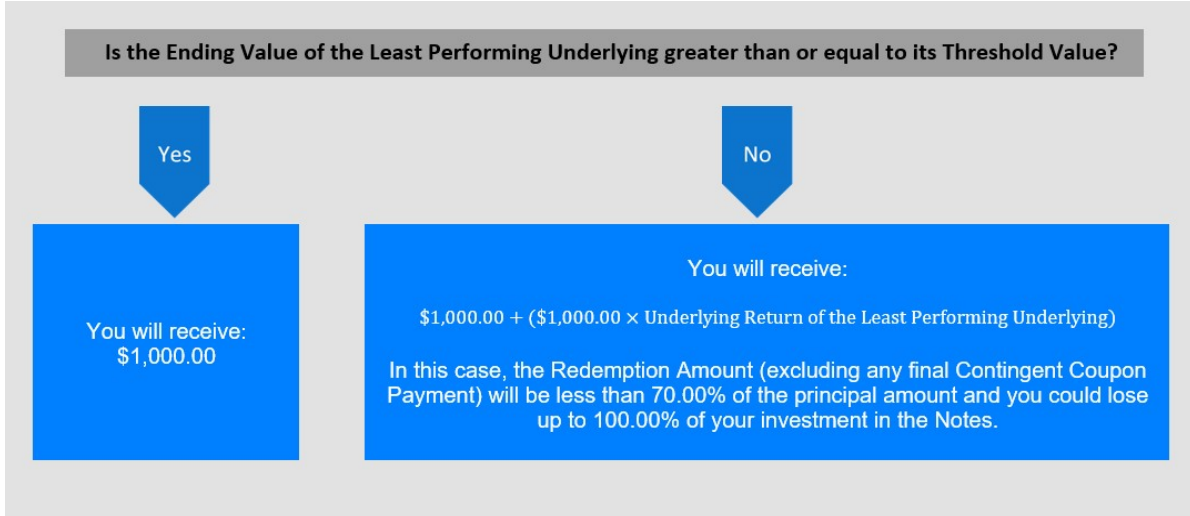 Is the Ending Value of the Least Performing Underlying greater than or equal to its Threshold Value?
Yes
No
You will receive:
$1,000.00
You will receive:
$1,000.00 + ($1,000.00 × Underlying Return of the Least Performing Underlying)
In this case, the Redemption Amount (excluding any final Contingent Coupon
Payment) will be less than 70.00% of the principal amount and you could lose
up to 100.00% of your investment in the Notes.